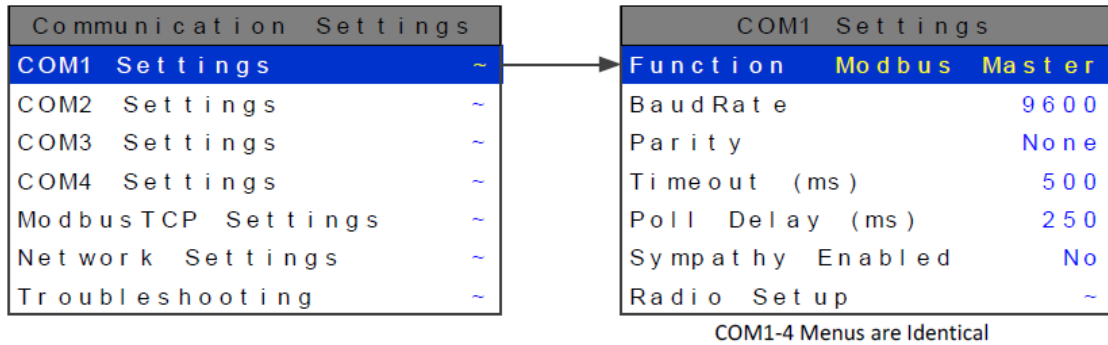 Communication Settings
COM1 Settings ~
COM2 Settings ~
COM3 Settings ~
COM4 Settings ~
ModbusTCP Settings ~
Network Settings ~
Troubleshooting ~
COM1 Settings
Function Modbus Master
BaudRate 9600
Parity None
Timeout (ms) 500
Poll Delay (ms) 250
Sympathy Enabled No
Radio Setup ~
COM1-4 Menus are Identical